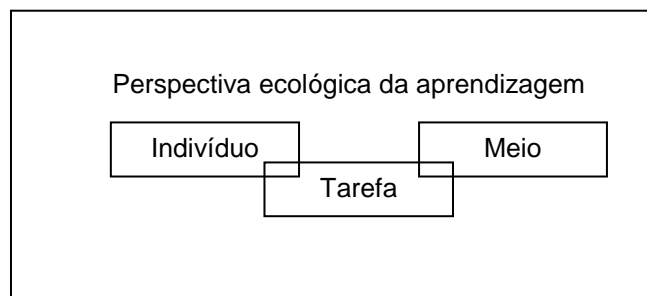 Perspectiva ecológica da aprendizagem
Indivíduo
Meio
Tarefa